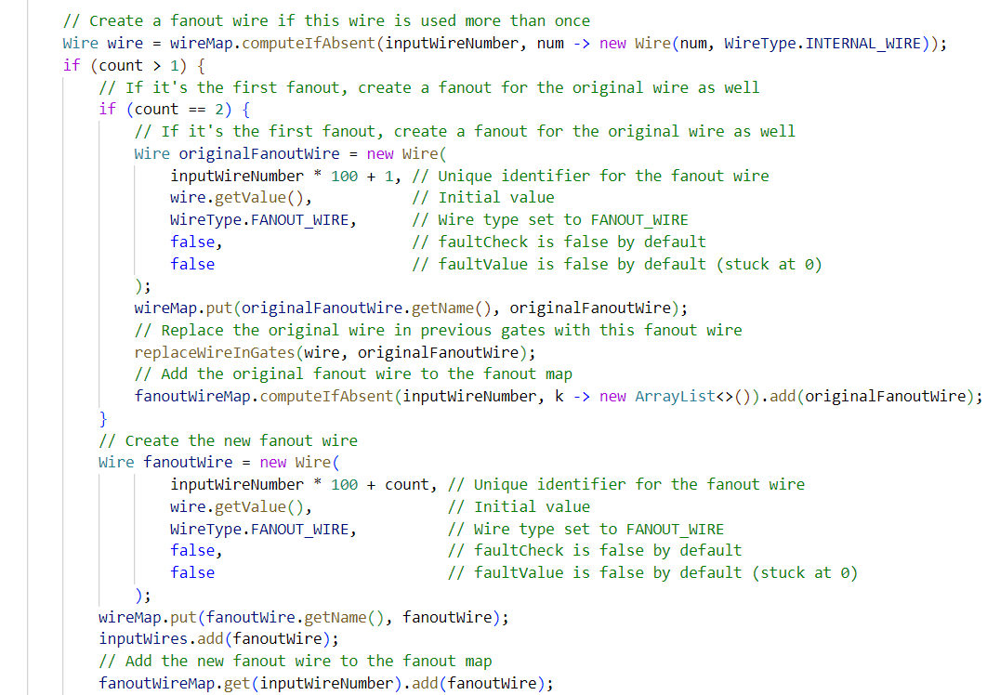 // Create a fanout wire if this wire is used more than once
Wire wire = wireMap.computeIfAbsent(inputWireNumber, num -> new Wire(num, WireType.INTERNAL_WIRE));
if (count > 1) {
    // If it's the first fanout, create a fanout for the original wire as well
    if (count == 2) {
        // If it's the first fanout, create a fanout for the original wire as well
        Wire originalFanoutWire = new Wire(
            inputWireNumber * 100 + 1, // Unique identifier for the fanout wire
            wire.getValue(),           // Initial value
            WireType.FANOUT_WIRE,      // Wire type set to FANOUT_WIRE
            false,                     // faultCheck is false by default
            false                      // faultValue is false by default (stuck at 0)
        );
        wireMap.put(originalFanoutWire.getName(), originalFanoutWire);
        // Replace the original wire in previous gates with this fanout wire
        replaceWireInGates(wire, originalFanoutWire);
        // Add the original fanout wire to the fanout map
        fanoutWireMap.computeIfAbsent(inputWireNumber, k -> new ArrayList<>()).add(originalFanoutWire);
    }
    // Create the new fanout wire
    Wire fanoutWire = new Wire(
            inputWireNumber * 100 + count, // Unique identifier for the fanout wire
            wire.getValue(),               // Initial value
            WireType.FANOUT_WIRE,          // Wire type set to FANOUT_WIRE
            false,                         // faultCheck is false by default
            false                          // faultValue is false by default (stuck at 0)
        );
    wireMap.put(fanoutWire.getName(), fanoutWire);
    inputWires.add(fanoutWire);
    // Add the new fanout wire to the fanout map
    fanoutWireMap.get(inputWireNumber).add(fanoutWire);